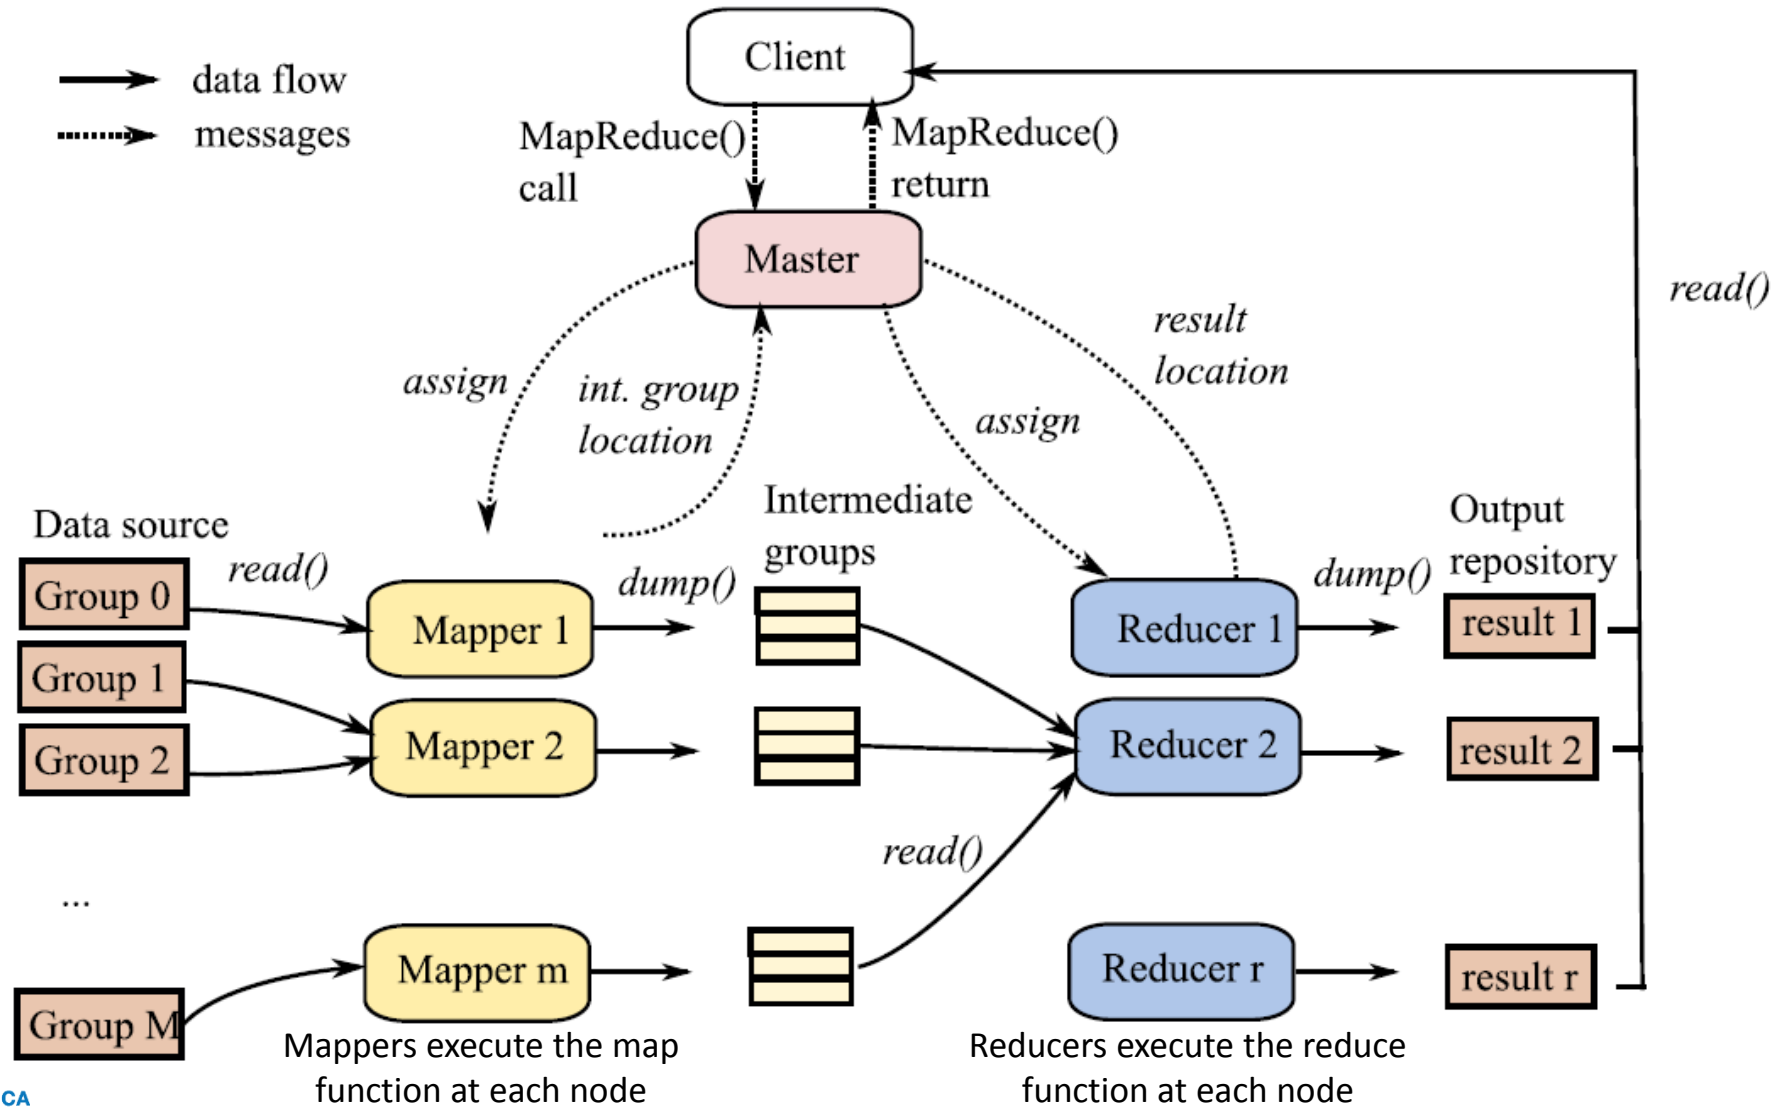 Client
data flow
messages
MapReduce()
call
MapReduce()
return
Master
read()
assign
int. group
location
result
location
assign
Data source
read()
Intermediate
groups
dump()
Output
repository
dump()
Group 0
Mapper 1
Reducer 1
result 1
Group 1
Group 2
Mapper 2
Reducer 2
result 2
read()
...
Group M
Mapper m
Reducer r
result r
Mappers execute the map
function at each node
Reducers execute the reduce
function at each node
CA